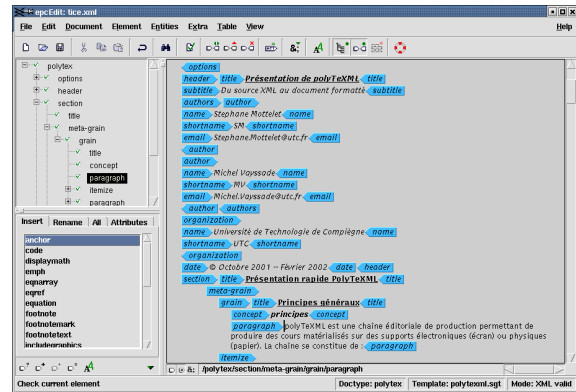 epcEdit: tice.xml
File Edit Document Element Entities Extra Table View Help
polytex
options
header
section
title
meta-grain
grain
title
concept
paragraph
itemize
paragraph
Insert Rename All Attributes
anchor
code
displaymath
emph
eqnarray
eqref
equation
footnote
footnotemark
footnotetext
includegraphics
options
header title Présentation de polyTeXML title
subtitle Du source XML au document formatté subtitle
authors author
name Stephane Mottelet name
shortname SM shortname
email Stephane.Mottelet@utc.fr email
author
author
name Michel Vayssade name
shortname MV shortname
email Michel.Vayssade@utc.fr email
author authors
organization
name Université de Technologie de Compiègne name
shortname UTC shortname
organization
date © Octobre 2001 -- Février 2002 date header
section title Présentation rapide PolyTeXML title
meta-grain
grain title Principes généraux title
concept principes concept
paragraph polyTeXML est une chaîne éditoriale de production permettant de
produire des cours matérialisés sur des supports électroniques (écran) ou physiques
(papier). La chaîne se constitue de : paragraph
itemize
/polytex/section/meta-grain/grain/paragraph
Check current element Doctype: polytex Template: polytexml.sgt Mode: XML valid